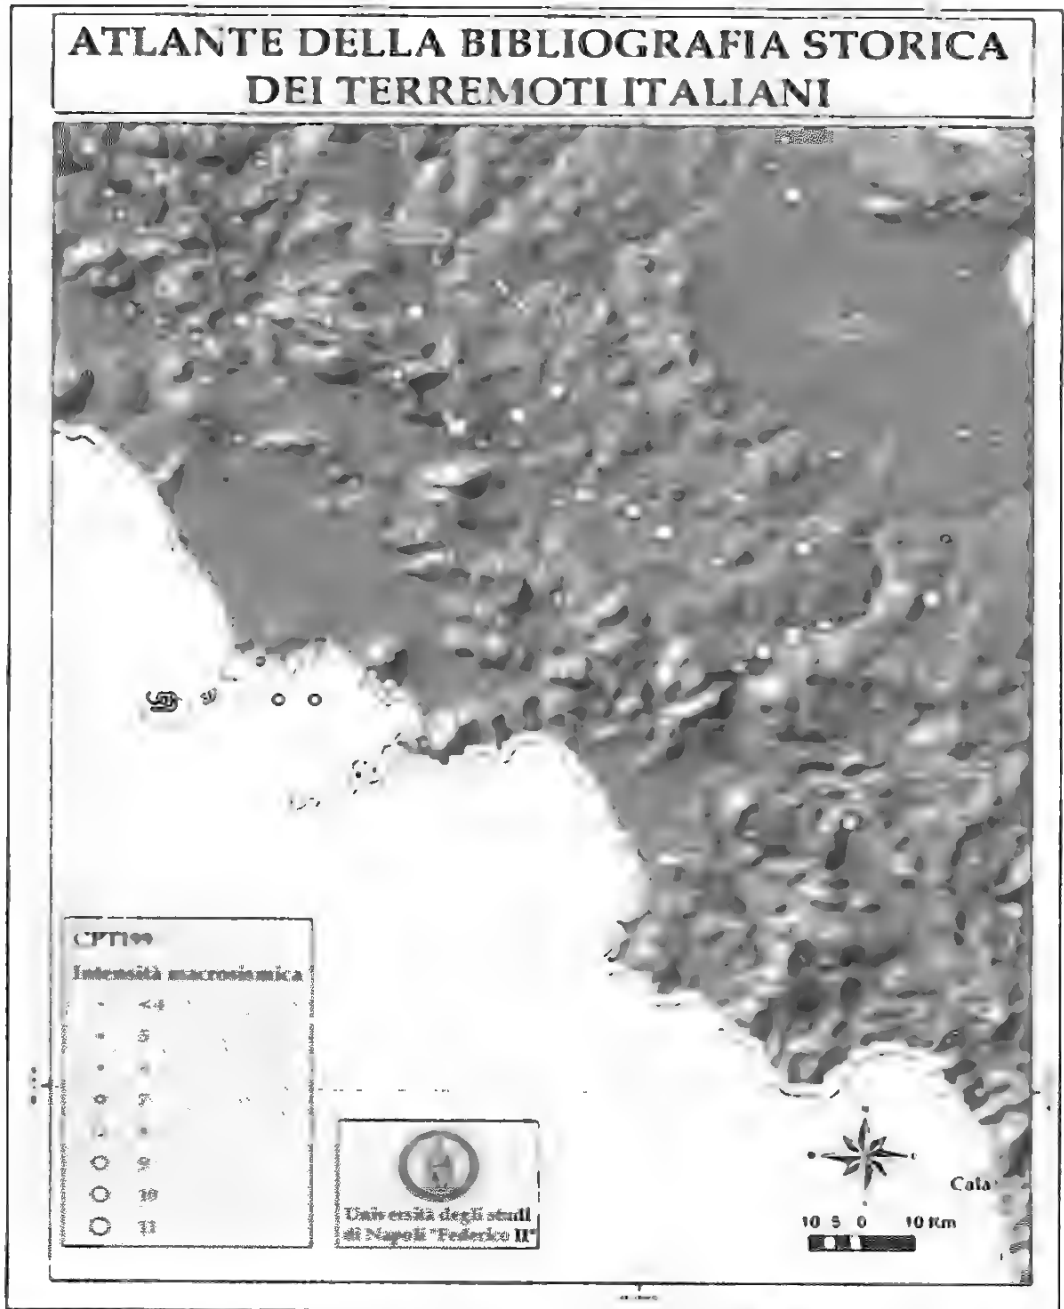 ATLANTE DELLA BIBLIOGRAFIA STORICA
DEI TERREMOTI ITALIANI
CPTI99
Intensità macrosismica
<4
5
7
9
10
11
Università degli studi
di Napoli "Federico II"
Cala
10 5 0 10 Km